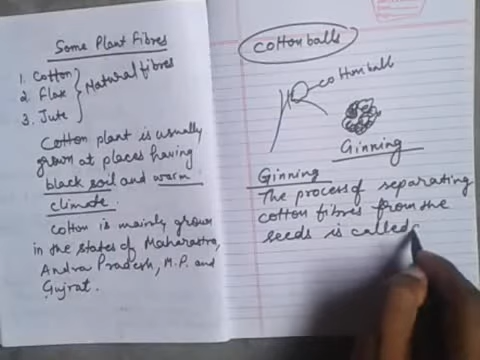 Some Plant Fibres
1. Cotton
2. Flax
3. Jute
Natural fibres
Cotton plant is usually
grown at places having
black soil and warm
climate.
Cotton is mainly grown
in the states of Maharastra,
Andra Pradesh, M.P. and
Gujrat.
Cotton balls
cotton ball
Ginning
Ginning
The process of separating
cotton fibres from the
seeds is called